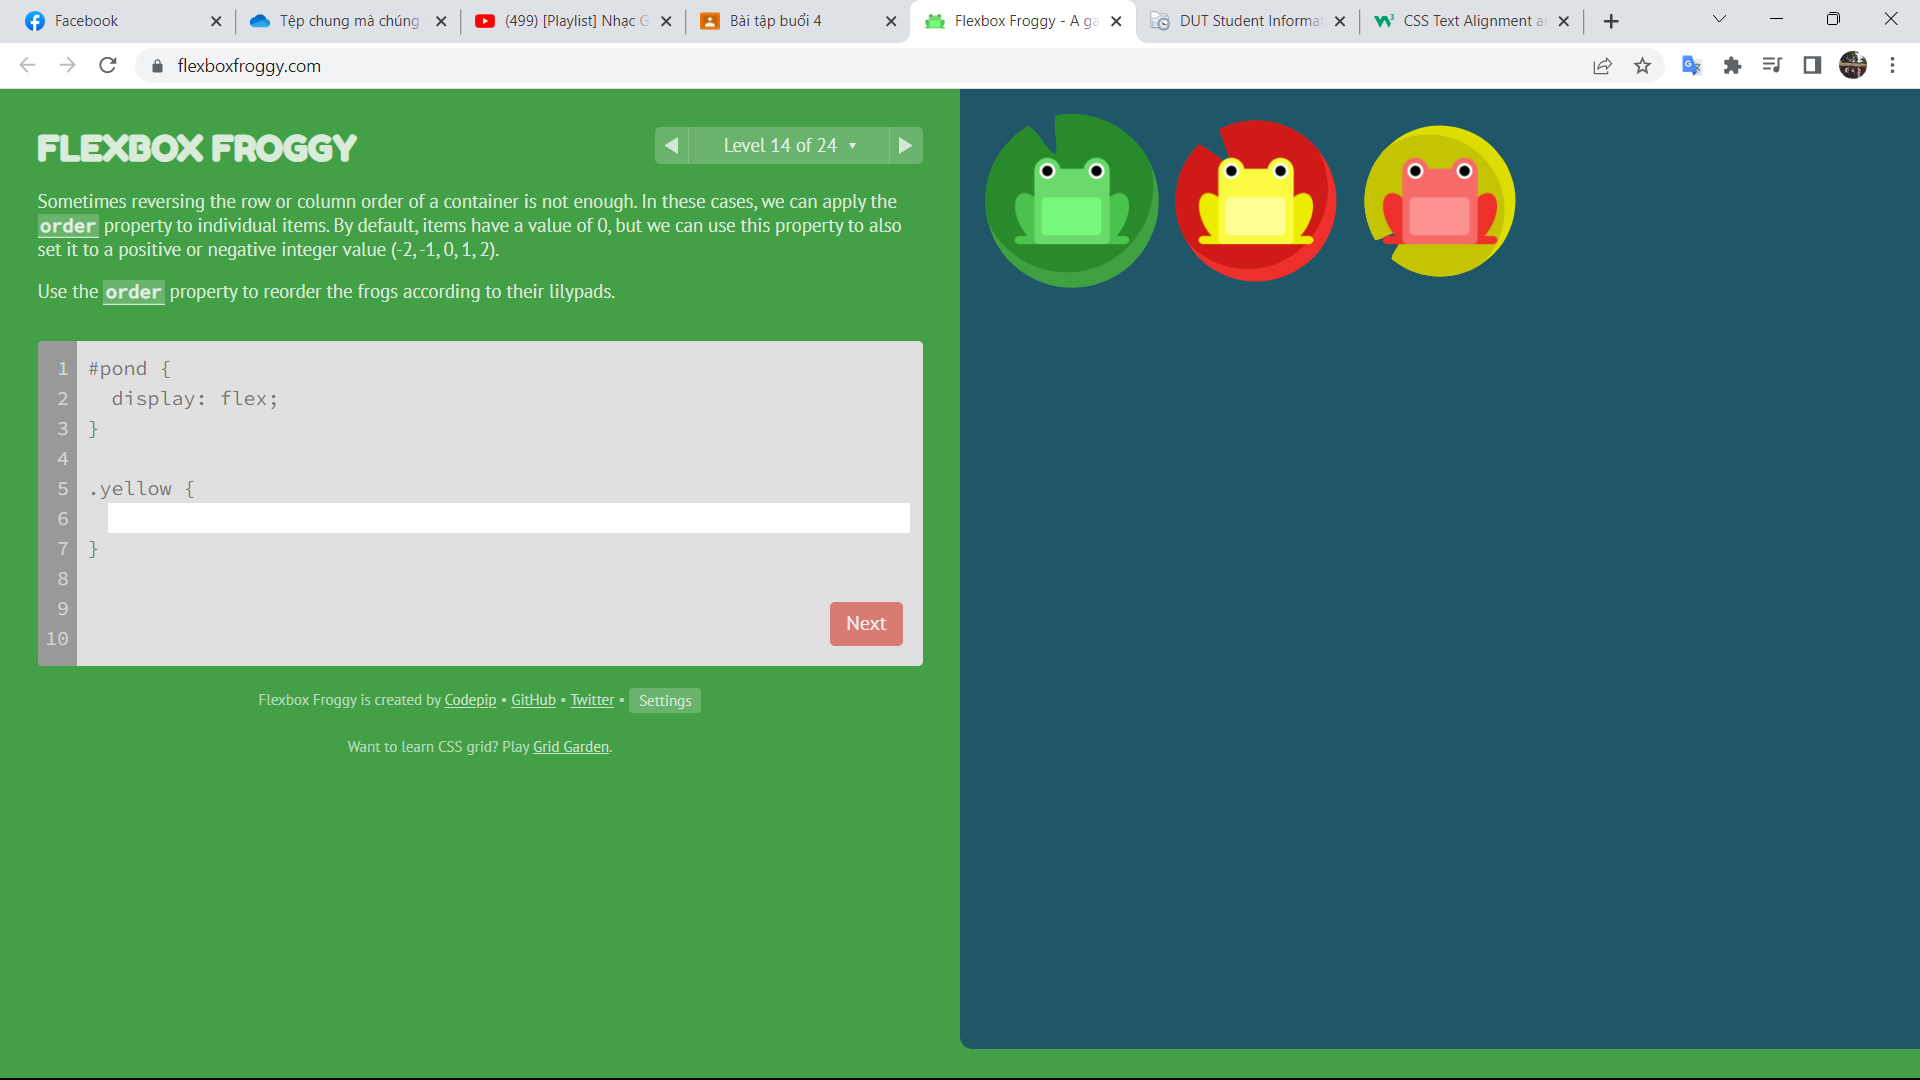 Facebook
Tệp chung mà chúng
(499) [Playlist] Nhạc G
Bài tập buổi 4
Flexbox Froggy - A ga
DUT Student Informat
CSS Text Alignment a
flexboxfroggy.com
FLEXBOX FROGGY
Level 14 of 24
Sometimes reversing the row or column order of a container is not enough. In these cases, we can apply the
order property to individual items. By default, items have a value of 0, but we can use this property to also
set it to a positive or negative integer value (-2, -1, 0, 1, 2).
Use the order property to reorder the frogs according to their lilypads.
1 #pond {
2 display: flex;
3 }
4
5 .yellow {
6
7 }
8
9
10
Next
Flexbox Froggy is created by Codepip • GitHub • Twitter • Settings
Want to learn CSS grid? Play Grid Garden.